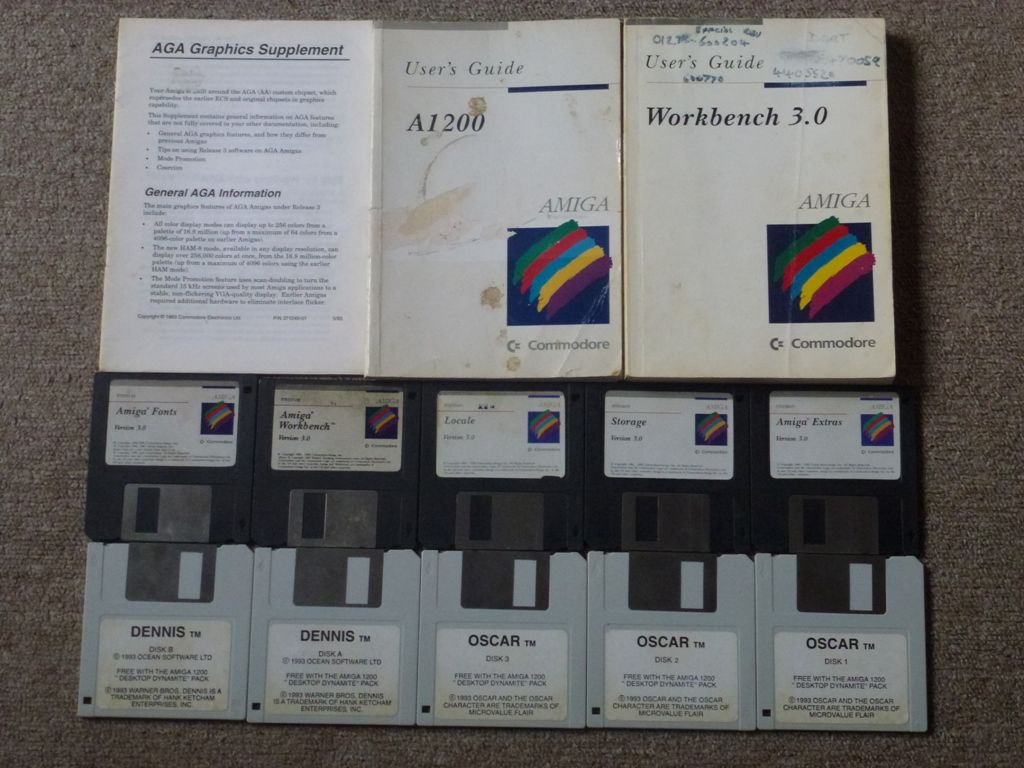 AGA Graphics Supplement
Your Amiga is built around the AGA (AA) custom chipset, which
supersedes the earlier ECS and original chipsets in graphics
capability.
This Supplement contains general information on AGA features
that are not fully covered in your other documentation, including:
• General AGA graphics features, and how they differ from
previous Amigas
• Tips on using Release 3 software on AGA Amigas
• Mode Promotion
• Coercion
General AGA Information
The main graphics features of AGA Amigas under Release 3
include:
• All color display modes can display up to 256 colors from a
palette of 16.8 million (up from a maximum of 64 colors from a
4096-color palette on earlier Amigas).
• The new HAM-8 mode, available in any display resolution, can
display over 256,000 colors at once, from the 16.8 million-color
palette (up from a maximum of 4096 colors using the earlier
HAM mode).
• The Mode Promotion feature uses scan-doubling to turn the
standard 15 kHz screens used by most Amiga applications to a
stable, non-flickering VGA-quality display. Earlier Amigas
required additional hardware to eliminate interlace flicker.
Copyright © 1993 Commodore Electronics Ltd.
User's Guide
A1200
AMIGA
Commodore
User's Guide
Workbench 3.0
AMIGA
Commodore
AMIGA
Amiga Fonts
Version 3.0
Commodore
AMIGA
Amiga
Workbench™
Version 3.0
Commodore
AMIGA
Locale
Version 3.0
Commodore
AMIGA
Storage
Version 3.0
Commodore
AMIGA
Amiga Extras
Version 3.0
Commodore
DENNIS TM
DISK B
© 1993 OCEAN SOFTWARE LTD
FREE WITH THE AMIGA 1200
"DESKTOP DYNAMITE" PACK
© 1993 WARNER BROS, DENNIS IS A
TRADEMARK OF HANK KETCHAM
ENTERPRISES, INC.
DENNIS TM
DISK A
© 1993 OCEAN SOFTWARE LTD
FREE WITH THE AMIGA 1200
"DESKTOP DYNAMITE" PACK
© 1993 WARNER BROS, DENNIS
IS A TRADEMARK OF HANK KETCHAM
ENTERPRISES, INC.
OSCAR TM
DISK 3
FREE WITH THE AMIGA 1200
"DESKTOP DYNAMITE" PACK
© 1993 OSCAR AND THE OSCAR
CHARACTER ARE TRADEMARKS OF
MICROVALUE FLAIR
OSCAR TM
DISK 2
FREE WITH THE AMIGA 1200
"DESKTOP DYNAMITE" PACK
© 1993 OSCAR AND THE OSCAR
CHARACTER ARE TRADEMARKS OF
MICROVALUE FLAIR
OSCAR TM
DISK 1
FREE WITH THE AMIGA 1200
"DESKTOP DYNAMITE" PACK
© 1993 OSCAR AND THE OSCAR
CHARACTER ARE TRADEMARKS OF
MICROVALUE FLAIR